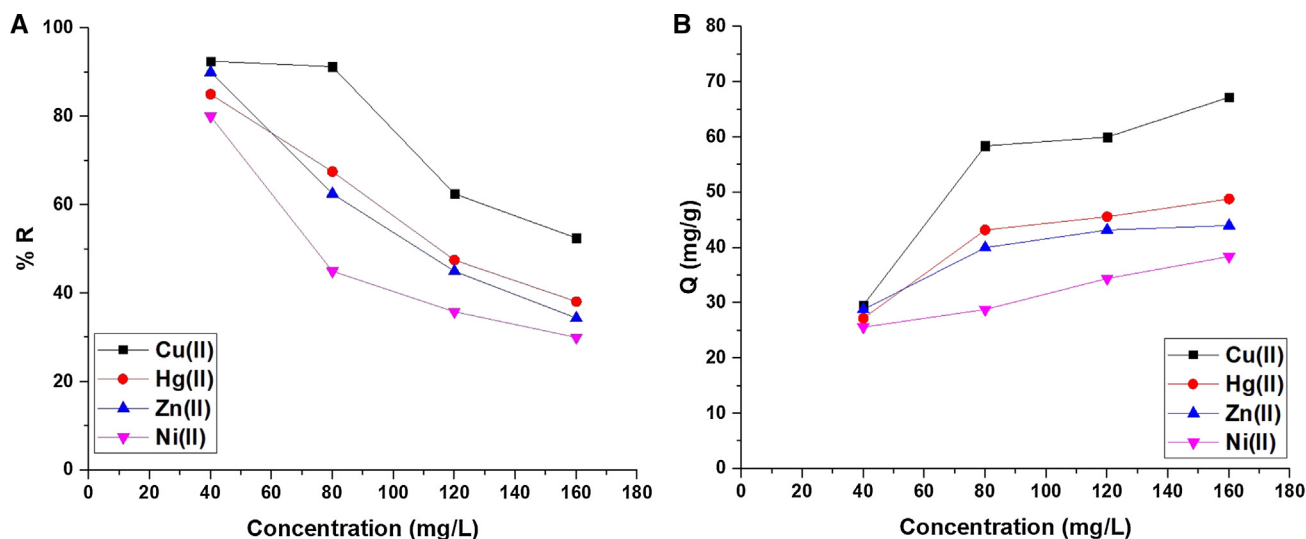 A
% R
100
80
60
40
20
0
Cu(II)
Hg(II)
Zn(II)
Ni(II)
0 20 40 60 80 100 120 140 160 180
Concentration (mg/L)
B
Q (mg/g)
80
70
60
50
40
30
20
10
0
Cu(II)
Hg(II)
Zn(II)
Ni(II)
0 20 40 60 80 100 120 140 160 180
Concentration (mg/L)